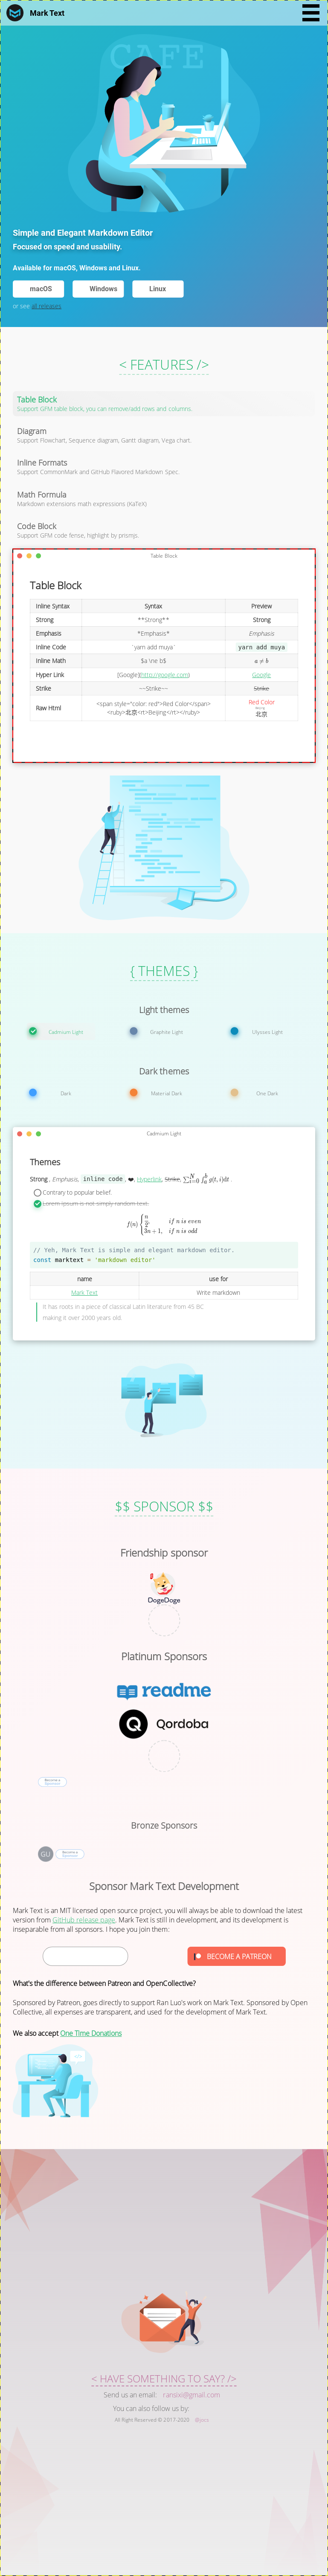 Mark Text
CAFE
Simple and Elegant Markdown Editor
Focused on speed and usability.
Available for macOS, Windows and Linux.
macOS Windows Linux
or see all releases
< FEATURES />
Table Block
Support GFM table Block, you can remove/add rows and columns.
Diagram
Support Flowchart, Sequence diagram, Gantt diagram, Vega chart.
Inline Formats
Support CommonMark and GitHub Flavored Markdown Spec.
Math Formula
Markdown extensions math expressions (KaTeX).
Code Block
Support GFM code fense, highlight by prismjs.
Table Block
Table Block
Inline Syntax Syntax Preview
Strong **Strong** Strong
Emphasis *Emphasis* Emphasis
Inline Code `yarn add muya` yarn add muya
Inline Math $a \ne b$ a ≠ b
Hyper Link [Google](http://google.com) Google
Strike ~~Strike~~ Strike
Raw Html <span style="color: red">Red Color</span> Red Color
<ruby>北京<rt>Beijing</rt></ruby> 北京
{ THEMES }
Light themes
Cadmium Light Graphite Light Ulysses Light
Dark themes
Dark Material Dark One Dark
Cadmium Light
Themes
Strong , Emphasis, inline code , ❤️, Hyperlink, Strike, ∑_{i=0}^N ∫_a^b g(t, i)dt
Contrary to popular belief.
Lorem Ipsum is not simply random text.
f(n) { n/2, if n is even
3n + 1, if n is odd
// Yeh, Mark Text is simple and elegant markdown editor.
const marktext = 'markdown editor'
name use for
Mark Text Write markdown
It has roots in a piece of classical Latin literature from 45 BC
making it over 2000 years old.
$$ SPONSOR $$
Friendship sponsor
DogeDoge
Platinum Sponsors
readme
Qordoba
Become a
Sponsor
Bronze Sponsors
GU Become a
Sponsor
Sponsor Mark Text Development
Mark Text is an MIT licensed open source project, you will always be able to download the latest
version from GitHub release page. Mark Text is still in development, and its development is
inseparable from all sponsors. I hope you join them:
BECOME A PATREON
What's the difference between Patreon and OpenCollective?
Sponsored by Patreon, goes directly to support Ran Luo's work on Mark Text. Sponsored by Open
Collective, all expenses are transparent, and used for the development of Mark Text.
We also accept One Time Donations
</>
< HAVE SOMETHING TO SAY? />
Send us an email: ransixi@gmail.com
You can also follow us by:
All Right Reserved © 2017-2020 @Jocs